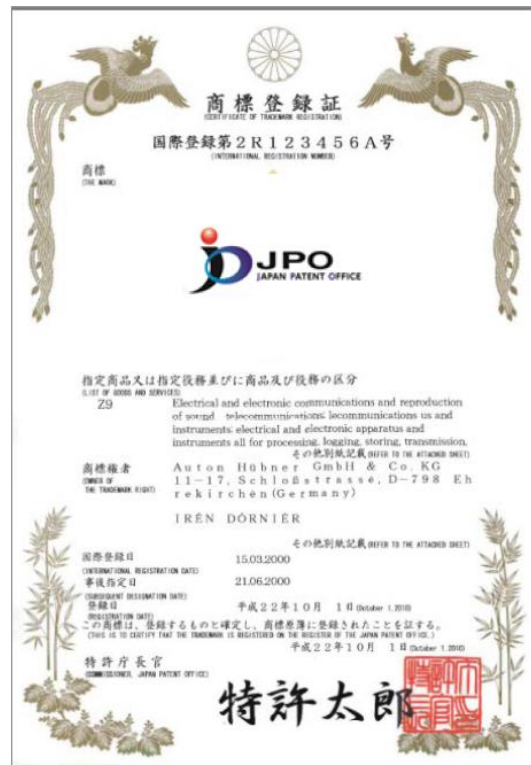 商標登録証
(CERTIFICATE OF TRADEMARK REGISTRATION)
国際登録第2R123456A号
(INTERNATIONAL REGISTRATION NUMBER)
商標
(THE MARK)
JPO
JAPAN PATENT OFFICE
指定商品又は指定役務並びに商品及び役務の区分
(LIST OF GOODS AND SERVICES)
Z9 Electrical and electronic communications and reproduction
of sound telecommunications lecommunications us and
instruments electrical and electronic apparatus and
instruments all for processing, logging, storing, transmission,
その他別紙記載(REFER TO THE ATTACHED SHEET)
商標権者 Auton Hübner GmbH & Co. KG
(OWNER OF THE TRADEMARK RIGHT)
11-17, Schloßstrasse, D-798 Eh
rekirchen(Germany)
IRÉN DÓRNIÈR
その他別紙記載(REFER TO THE ATTACHED SHEET)
国際登録日 15.03.2000
(INTERNATIONAL REGISTRATION DATE)
事後指定日 21.06.2000
(SUBSEQUENT DESIGNATION DATE)
登録日 平成22年10月 1日(October 1,2010)
(REGISTRATION DATE)
この商標は、登録するものと確定し、商標原簿に登録されたことを証する。
(THIS IS TO CERTIFY THAT THE TRADEMARK IS REGISTERED ON THE REGISTER OF THE JAPAN PATENT OFFICE.)
平成22年10月 1日(October 1,2010)
特許庁長官
(COMMISSIONER, JAPAN PATENT OFFICE)
特許太郎